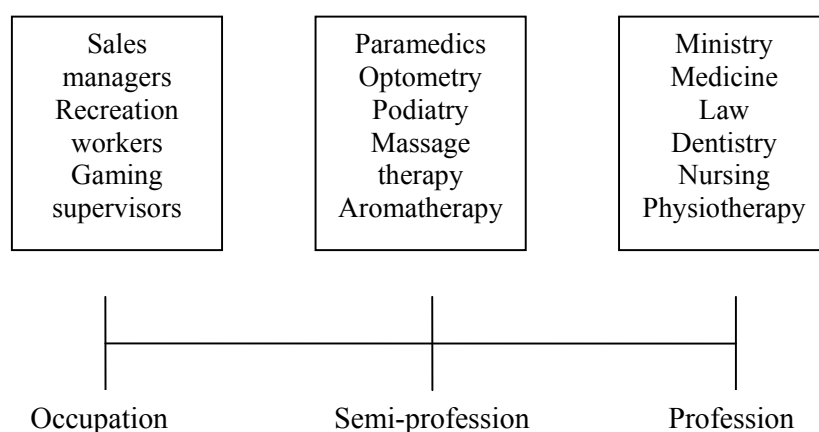 Sales
managers
Recreation
workers
Gaming
supervisors
Paramedics
Optometry
Podiatry
Massage
therapy
Aromatherapy
Ministry
Medicine
Law
Dentistry
Nursing
Physiotherapy
Occupation
Semi-profession
Profession